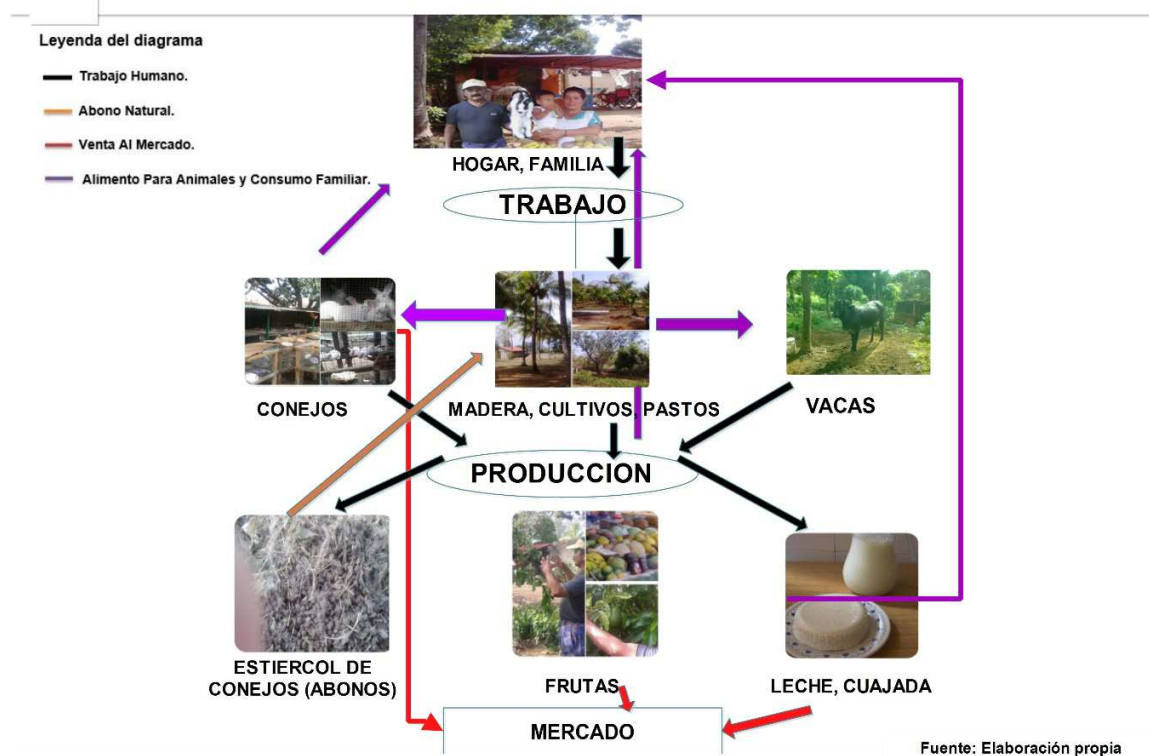 Leyenda del diagrama
Trabajo Humano.
Abono Natural.
Venta Al Mercado.
Alimento Para Animales y Consumo Familiar.
HOGAR, FAMILIA
TRABAJO
CONEJOS
MADERA, CULTIVOS, PASTOS
VACAS
PRODUCCION
ESTIERCOL DE
CONEJOS (ABONOS)
FRUTAS
LECHE, CUAJADA
MERCADO
Fuente: Elaboración propia